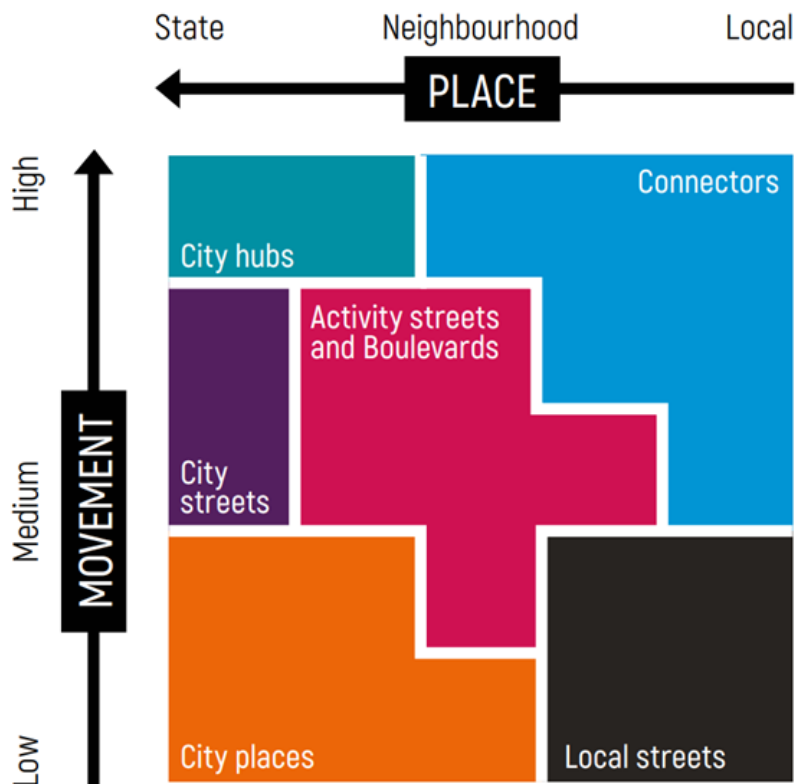 State Neighbourhood Local
PLACE
High
Connectors
City hubs
Activity streets
and Boulevards
MOVEMENT
Medium
City
streets
Low
City places
Local streets